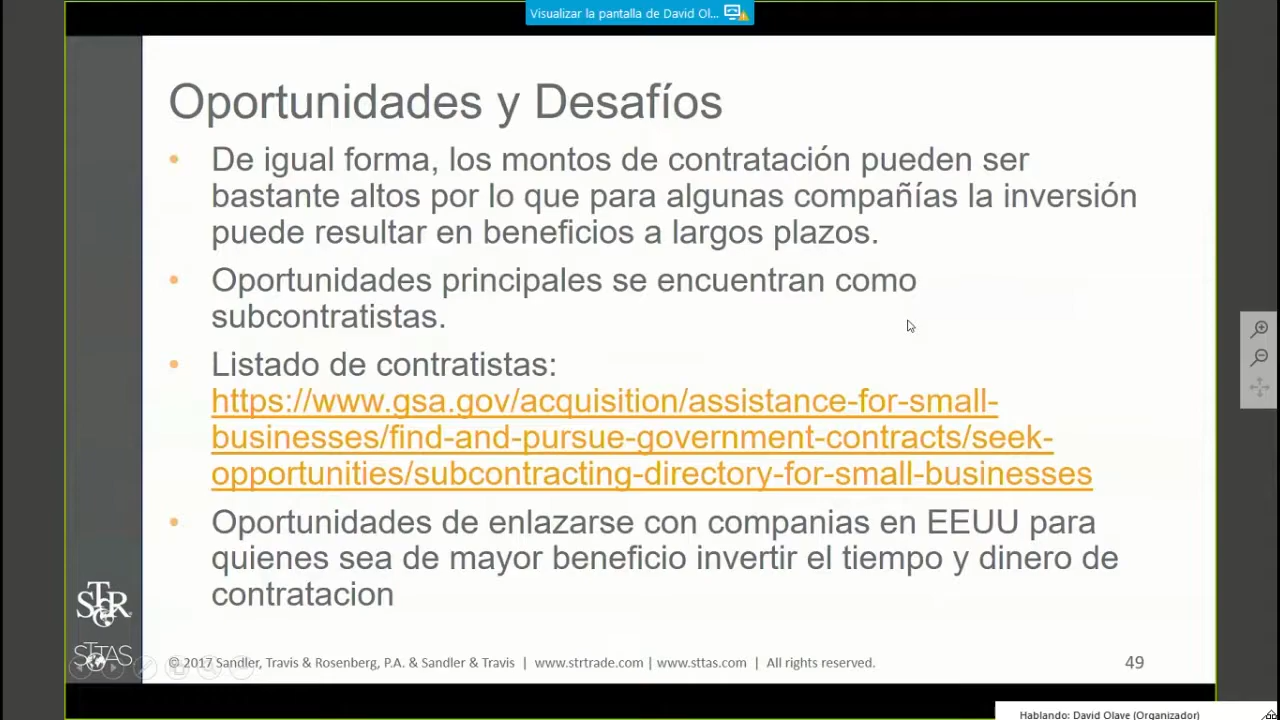 Visualizar la pantalla de David Ol...
Oportunidades y Desafíos
• De igual forma, los montos de contratación pueden ser
bastante altos por lo que para algunas compañías la inversión
puede resultar en beneficios a largos plazos.
• Oportunidades principales se encuentran como
subcontratistas.
• Listado de contratistas:
https://www.gsa.gov/acquisition/assistance-for-small-
businesses/find-and-pursue-government-contracts/seek-
opportunities/subcontracting-directory-for-small-businesses
• Oportunidades de enlazarse con companias en EEUU para
quienes sea de mayor beneficio invertir el tiempo y dinero de
contratacion
STR
STTAS
© 2017 Sandler, Travis & Rosenberg, P.A. & Sandler & Travis | www.strtrade.com | www.sttas.com | All rights reserved.
49
Hablando: David Olave (Organizador)